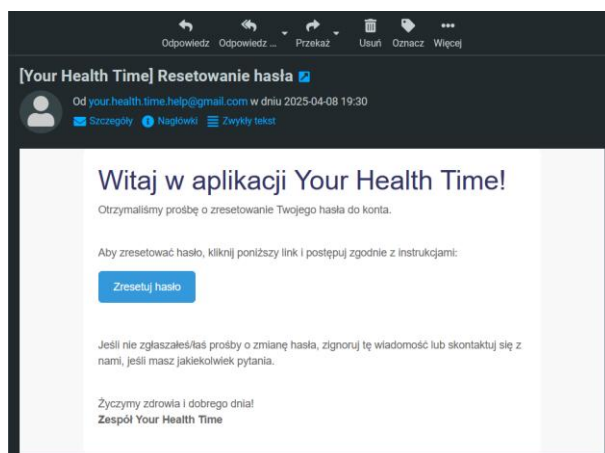 Odpowiedz Odpowiedz ... Przekaż Usuń Oznacz Więcej
[Your Health Time] Resetowanie hasła
Od your.health.time.help@gmail.com w dniu 2025-04-08 19:30
Szczegóły Nagłówki Zwykły tekst
Witaj w aplikacji Your Health Time!
Otrzymaliśmy prośbę o zresetowanie Twojego hasła do konta.
Aby zresetować hasło, kliknij poniższy link i postępuj zgodnie z instrukcjami:
Zresetuj hasło
Jeśli nie zgłaszałeś/łaś prośby o zmianę hasła, zignoruj tę wiadomość lub skontaktuj się z
nami, jeśli masz jakiekolwiek pytania.
Życzymy zdrowia i dobrego dnia!
Zespół Your Health Time